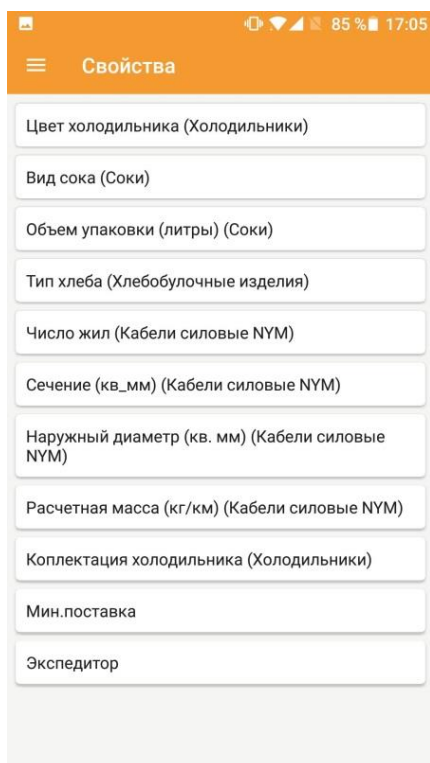 85 % 17:05
Свойства
Цвет холодильника (Холодильники)
Вид сока (Соки)
Объем упаковки (литры) (Соки)
Тип хлеба (Хлебобулочные изделия)
Число жил (Кабели силовые NYM)
Сечение (кв_мм) (Кабели силовые NYM)
Наружный диаметр (кв. мм) (Кабели силовые
NYM)
Расчетная масса (кг/км) (Кабели силовые NYM)
Коплектация холодильника (Холодильники)
Мин.поставка
Экспедитор